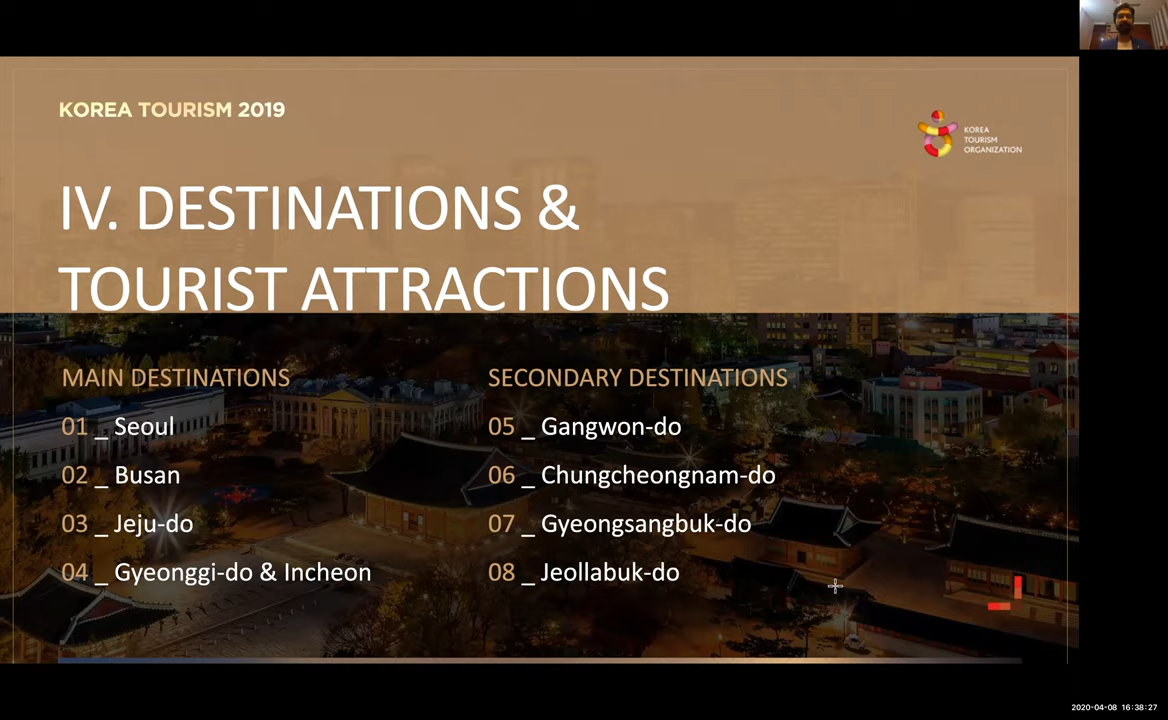 KOREA TOURISM 2019
KOREA
TOURISM
ORGANIZATION
IV. DESTINATIONS &
TOURIST ATTRACTIONS
MAIN DESTINATIONS
01 _ Seoul
02 _ Busan
03 _ Jeju-do
04 _ Gyeonggi-do & Incheon
SECONDARY DESTINATIONS
05 _ Gangwon-do
06 _ Chungcheongnam-do
07 _ Gyeongsangbuk-do
08 _ Jeollabuk-do
2020-04-08 16:38:27